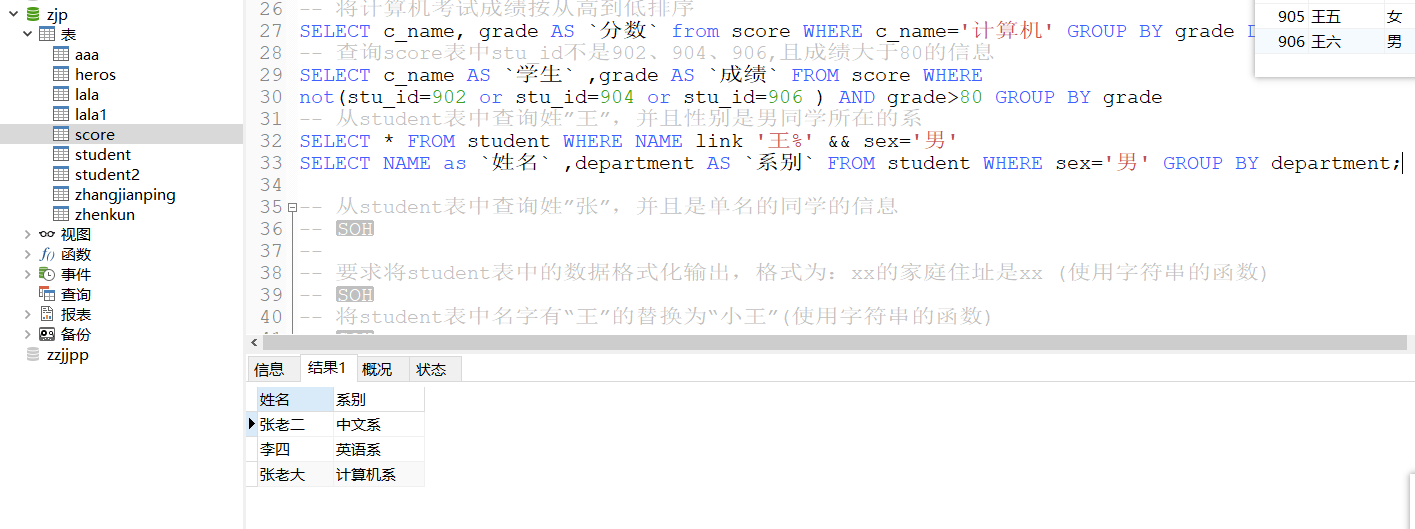 zjp
表
aaa
heros
lala
lala1
score
student
student2
zhangjianping
zhenkun
视图
函数
事件
查询
报表
备份
zzjjpp
26 -- 将计算机考试成绩按从高到低排序
27 SELECT c_name, grade AS `分数` from score WHERE c_name='计算机' GROUP BY grade D
28 -- 查询score表中stu_id不是902、904、906,且成绩大于80的信息
29 SELECT c_name AS `学生` ,grade AS `成绩` FROM score WHERE
30 not(stu_id=902 or stu_id=904 or stu_id=906 ) AND grade>80 GROUP BY grade
31 -- 从student表中查询姓”王”，并且性别是男同学所在的系
32 SELECT * FROM student WHERE NAME link '王%' && sex='男'
33 SELECT NAME as `姓名` ,department AS `系别` FROM student WHERE sex='男' GROUP BY department;
34
35 -- 从student表中查询姓”张”，并且是单名的同学的信息
36 -- SOH
37 --
38 -- 要求将student表中的数据格式化输出，格式为：xx的家庭住址是xx (使用字符串的函数)
39 -- SOH
40 -- 将student表中名字有“王”的替换为“小王”(使用字符串的函数)
905 王五 女
906 王六 男
信息 结果1 概况 状态
姓名 系别
张老二 中文系
李四 英语系
张老大 计算机系